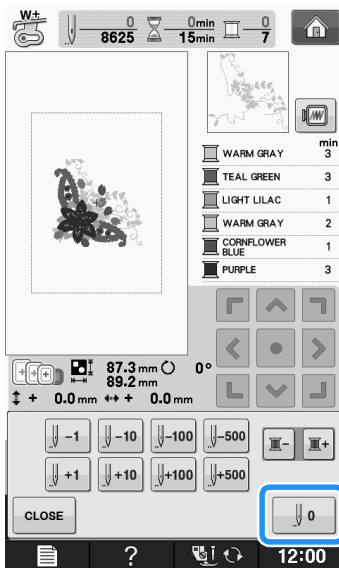 W+
0 0min 0
8625 15min 7
min
WARM GRAY 3
TEAL GREEN 3
LIGHT LILAC 1
WARM GRAY 2
CORNFLOWER
BLUE 1
PURPLE 3
87.3 mm 0°
89.2 mm
+ 0.0 mm + 0.0 mm
-1 -10 -100 -500 -  +
+1 +10 +100 +500
CLOSE 0
? 12:00